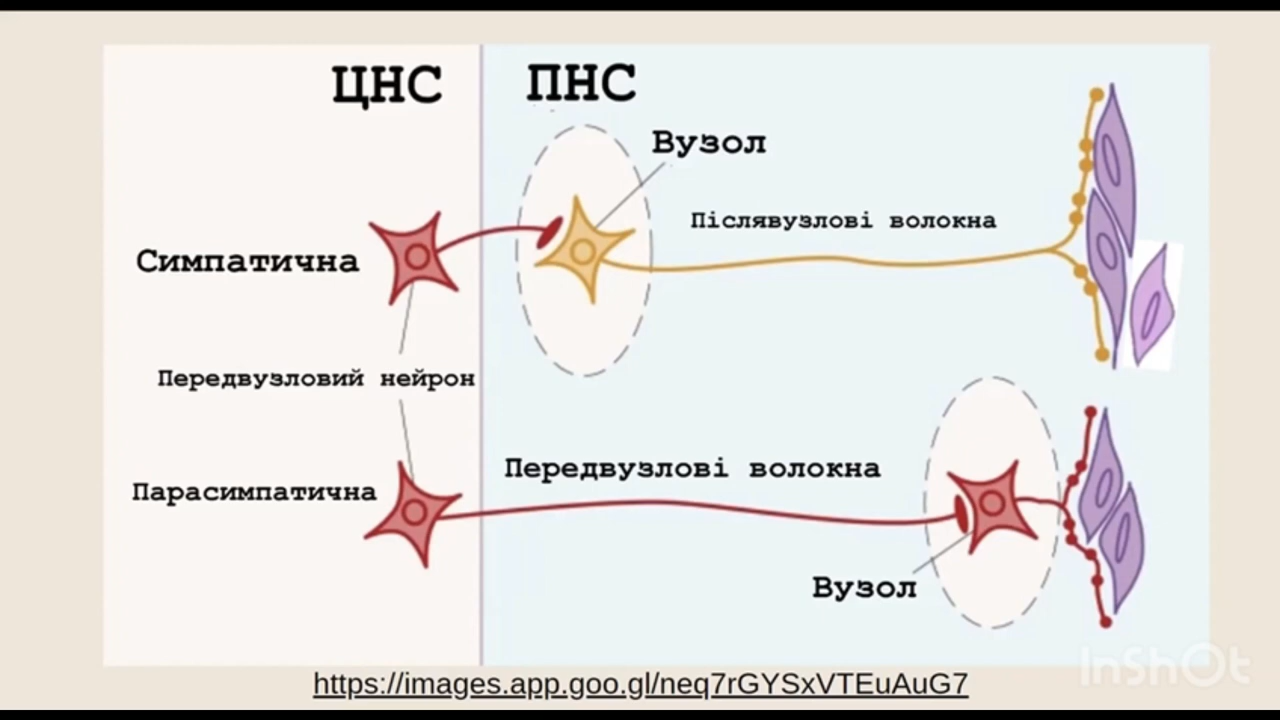 ЦНС
ПНС
Вузол
Післявузлові волокна
Симпатична
Передвузловий нейрон
Передвузлові волокна
Парасимпатична
Вузол
https://images.app.goo.gl/neq7rGYSxVTEuAuG7
InShOt